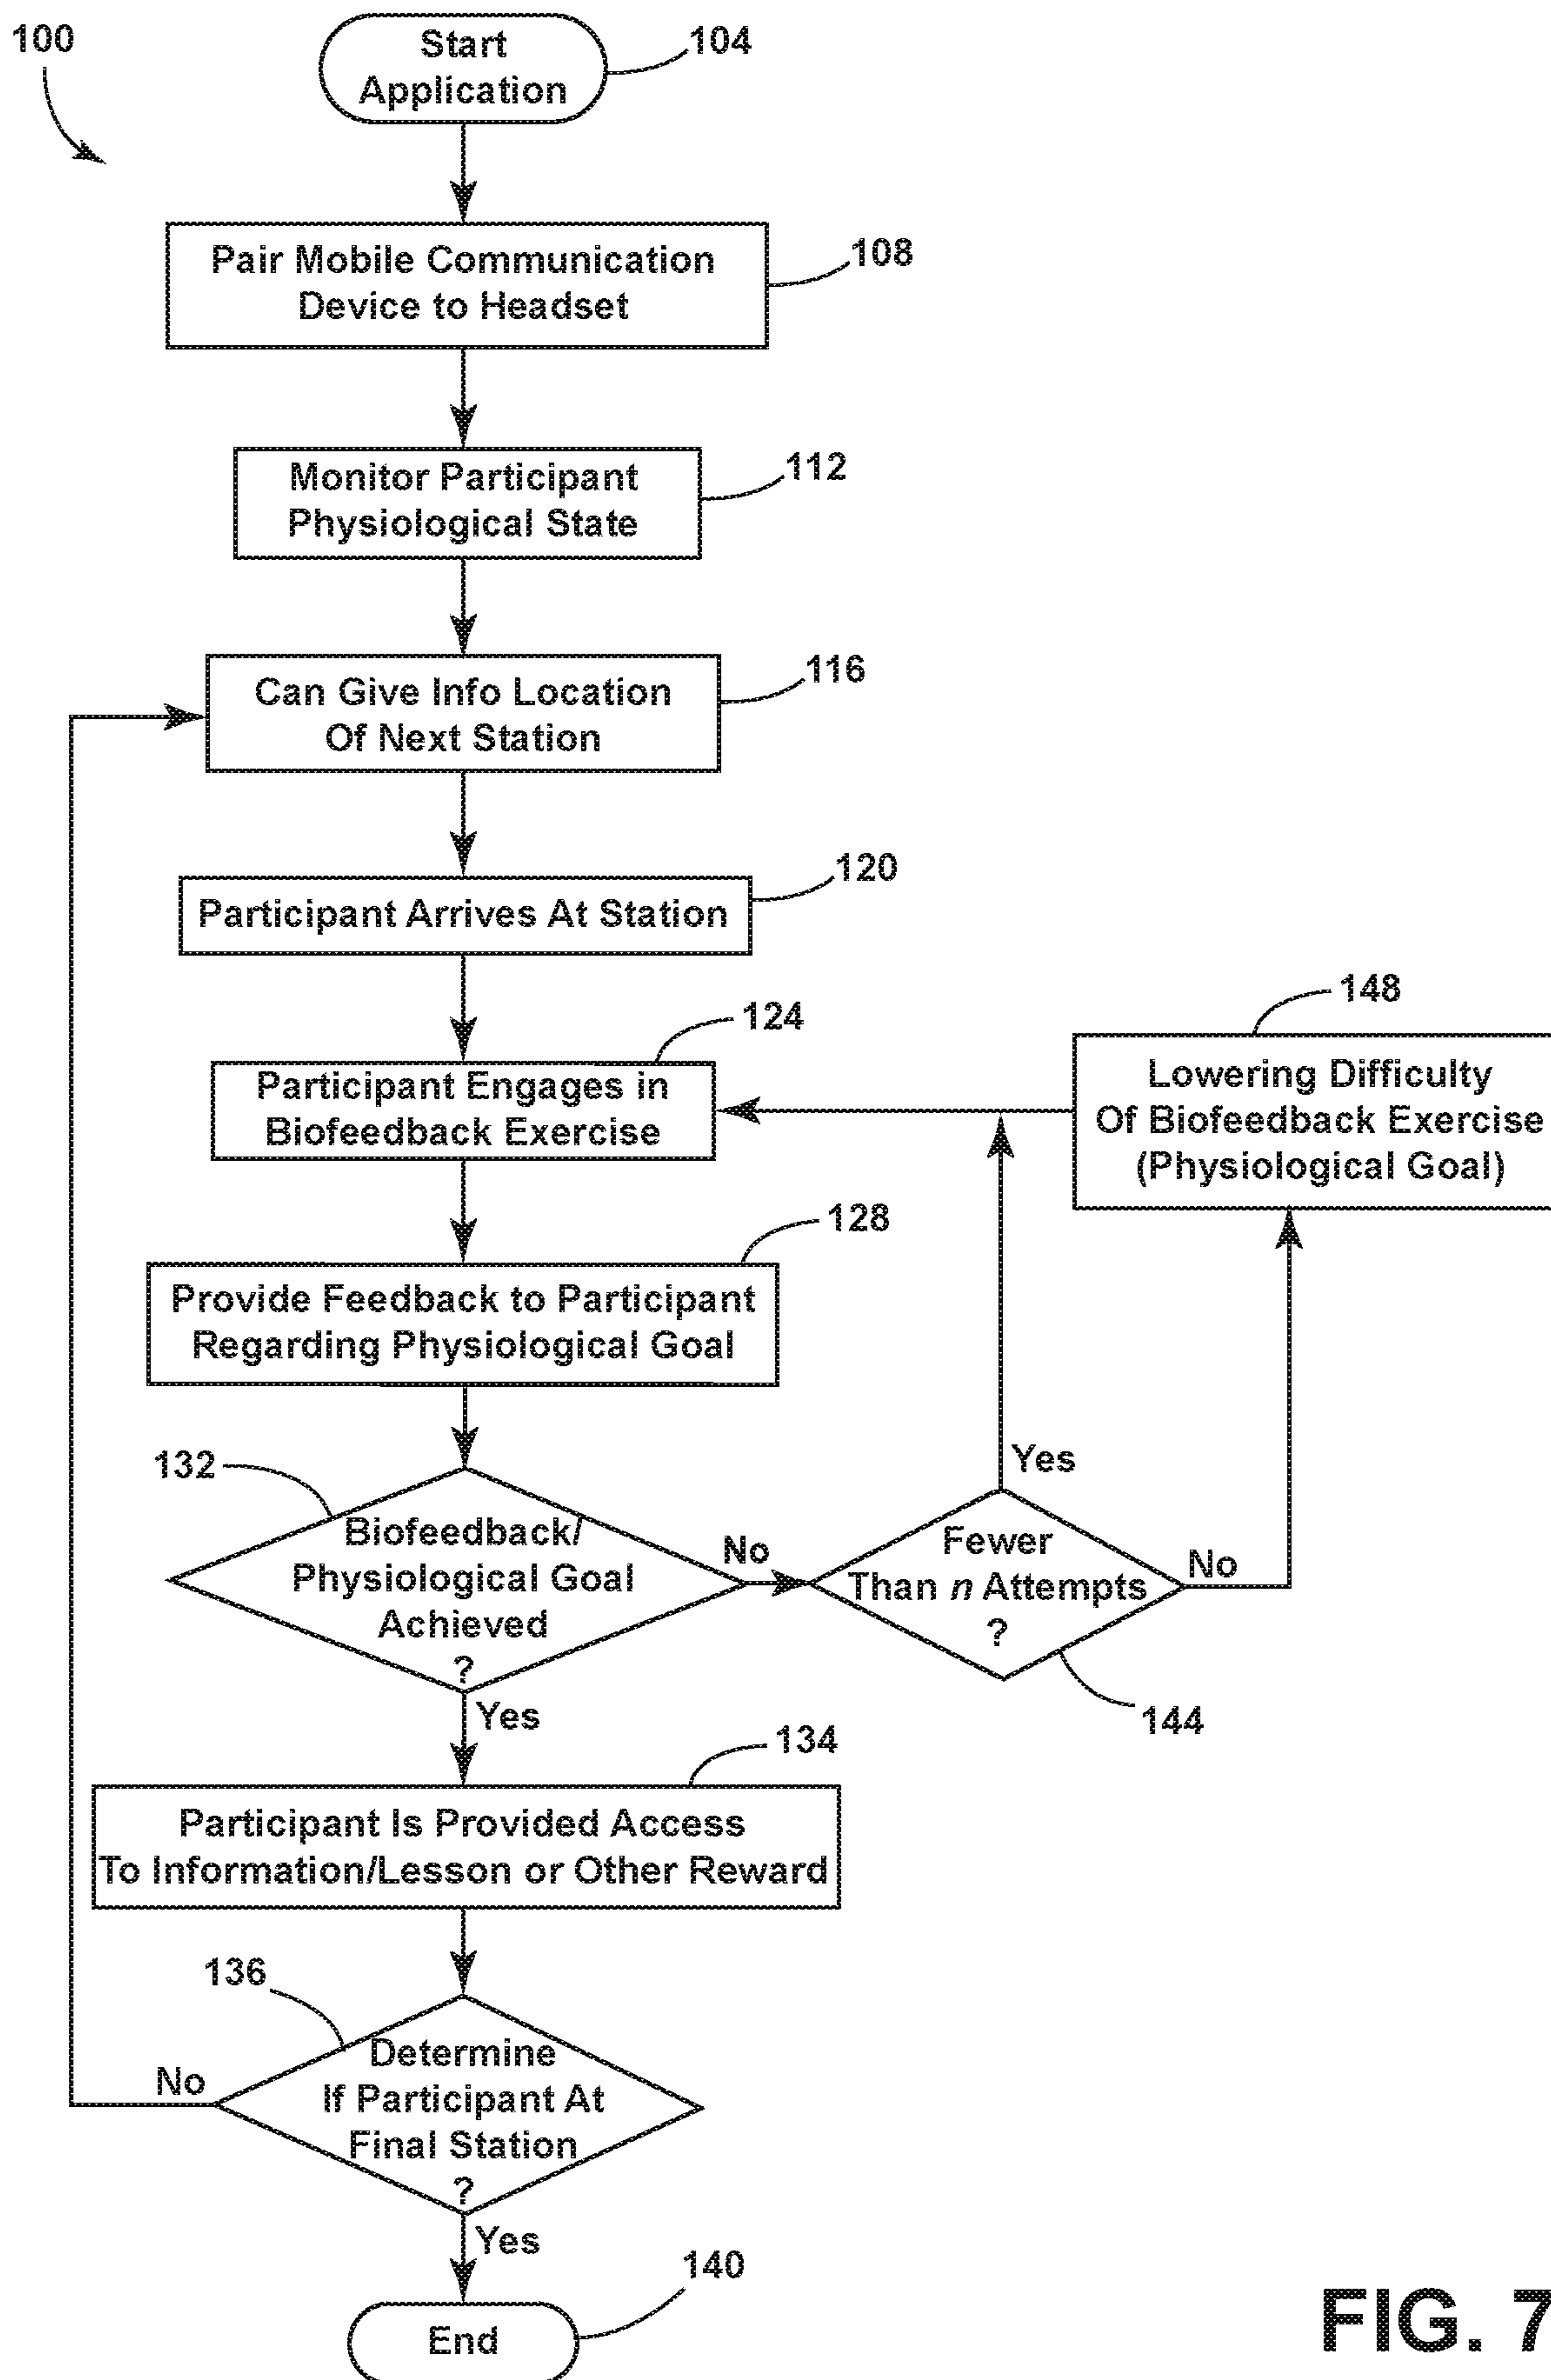 100
Start
Application
104
Pair Mobile Communication
Device to Headset
108
Monitor Participant
Physiological State
112
Can Give Info Location
Of Next Station
116
Participant Arrives At Station
120
124
Participant Engages in
Biofeedback Exercise
148
Lowering Difficulty
Of Biofeedback Exercise
(Physiological Goal)
128
Provide Feedback to Participant
Regarding Physiological Goal
132
Biofeedback/
Physiological Goal
Achieved
?
No
Yes
Fewer
Than n Attempts
?
No
144
Yes
134
Participant Is Provided Access
To Information/Lesson or Other Reward
136
Determine
If Participant At
Final Station
?
No
Yes
End
140
FIG. 7